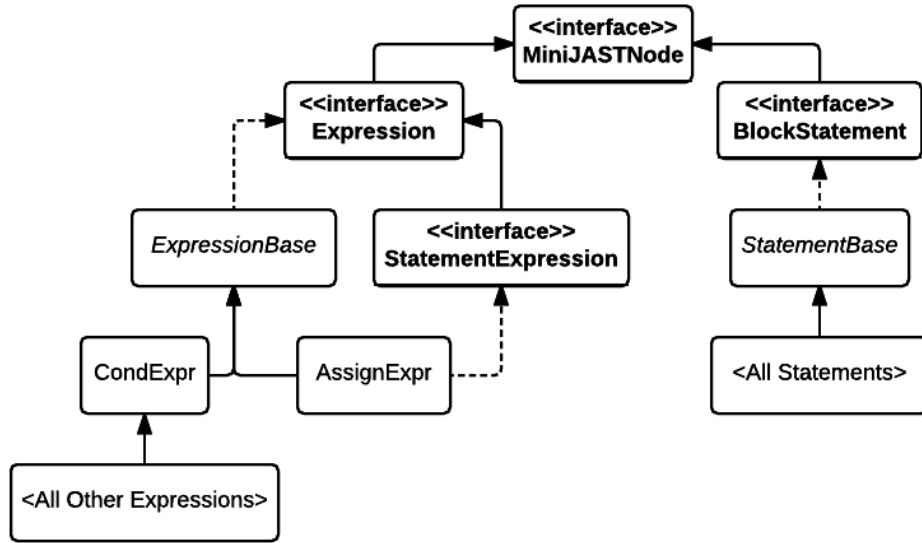 <<interface>>
MiniJASTNode
<<interface>>
Expression
<<interface>>
BlockStatement
ExpressionBase
<<interface>>
StatementExpression
StatementBase
CondExpr
AssignExpr
<All Statements>
<All Other Expressions>